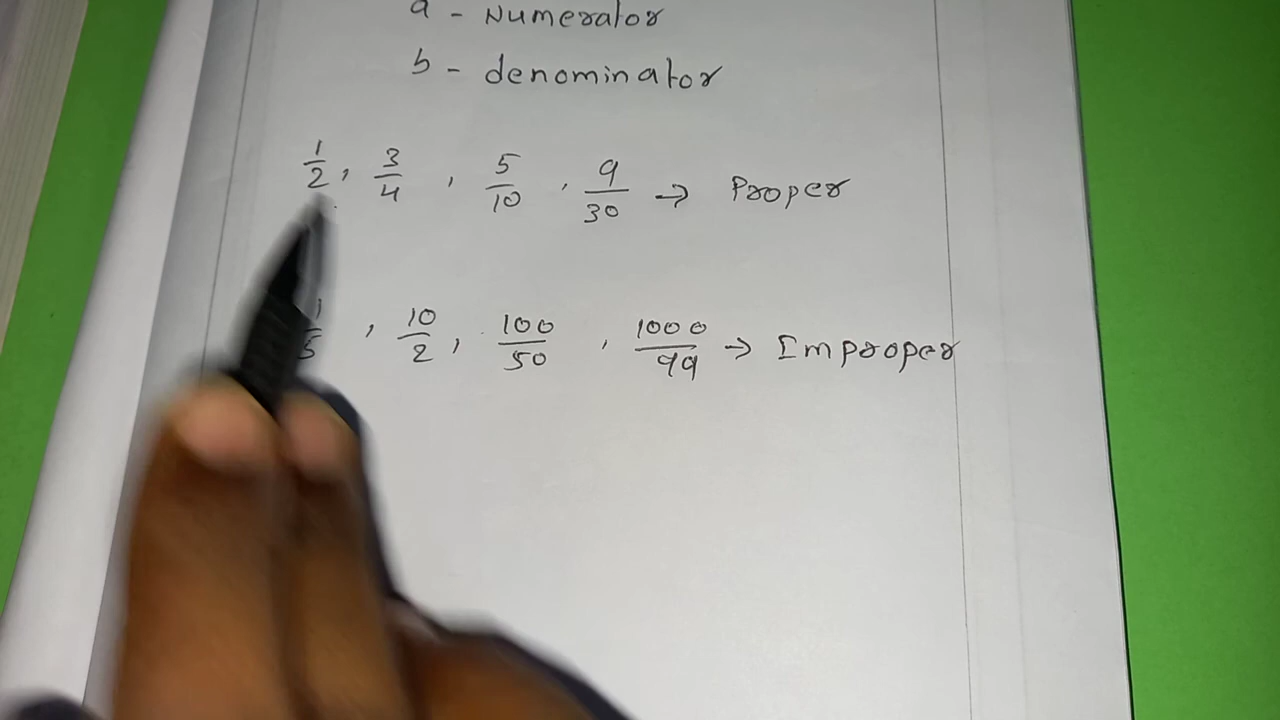 a - Numerator
b - denominator
1/2, 3/4, 5/10, 9/30 → Proper
, 10/2, 100/50, 1000/99 → Improper